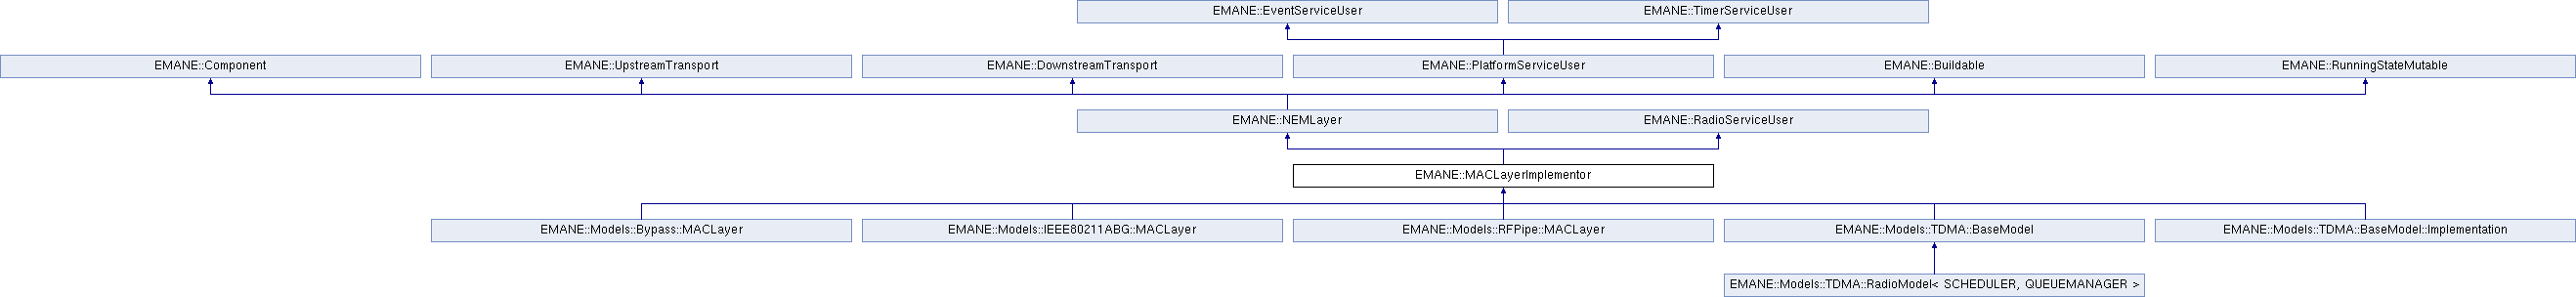 EMANE::EventServiceUser
EMANE::TimerServiceUser
EMANE::Component
EMANE::UpstreamTransport
EMANE::DownstreamTransport
EMANE::PlatformServiceUser
EMANE::Buildable
EMANE::RunningStateMutable
EMANE::NEMLayer
EMANE::RadioServiceUser
EMANE::MACLayerImplementor
EMANE::Models::Bypass::MACLayer
EMANE::Models::IEEE80211ABG::MACLayer
EMANE::Models::RFPipe::MACLayer
EMANE::Models::TDMA::BaseModel
EMANE::Models::TDMA::BaseModel::Implementation
EMANE::Models::TDMA::RadioModel< SCHEDULER, QUEUEMANAGER >